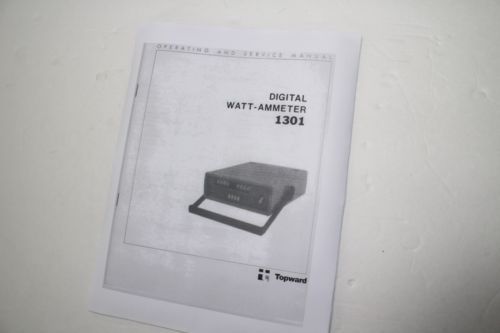 OPERATING AND SERVICE MANUAL
DIGITAL
WATT-AMMETER
1301
Topward